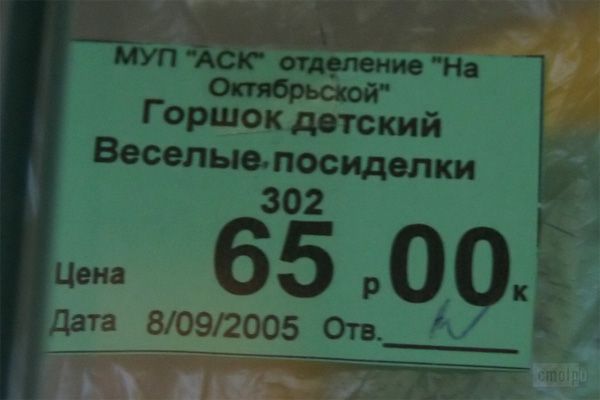 МУП "АСК" отделение "На
Октябрьской"
Горшок детский
Веселые посиделки
302
Цена 65 р 00 к
Дата 8/09/2005 Отв.